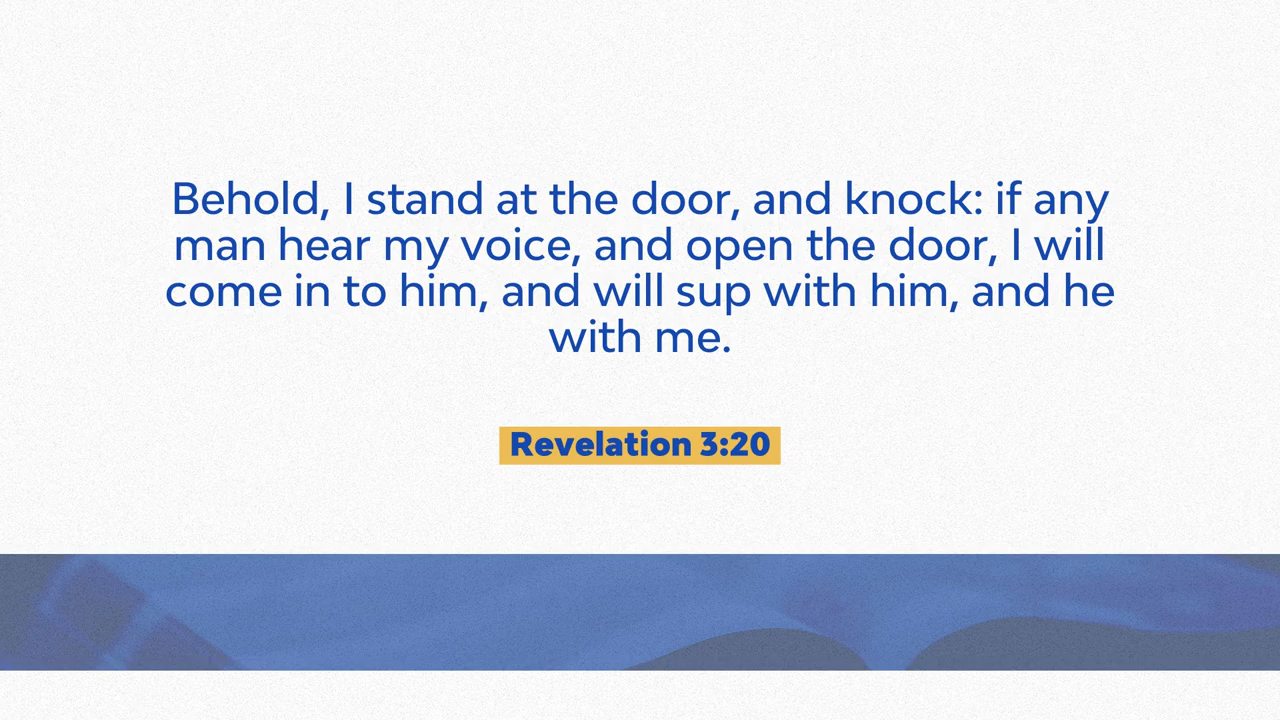 Behold, I stand at the door, and knock: if any
man hear my voice, and open the door, I will
come in to him, and will sup with him, and he
with me.
Revelation 3:20